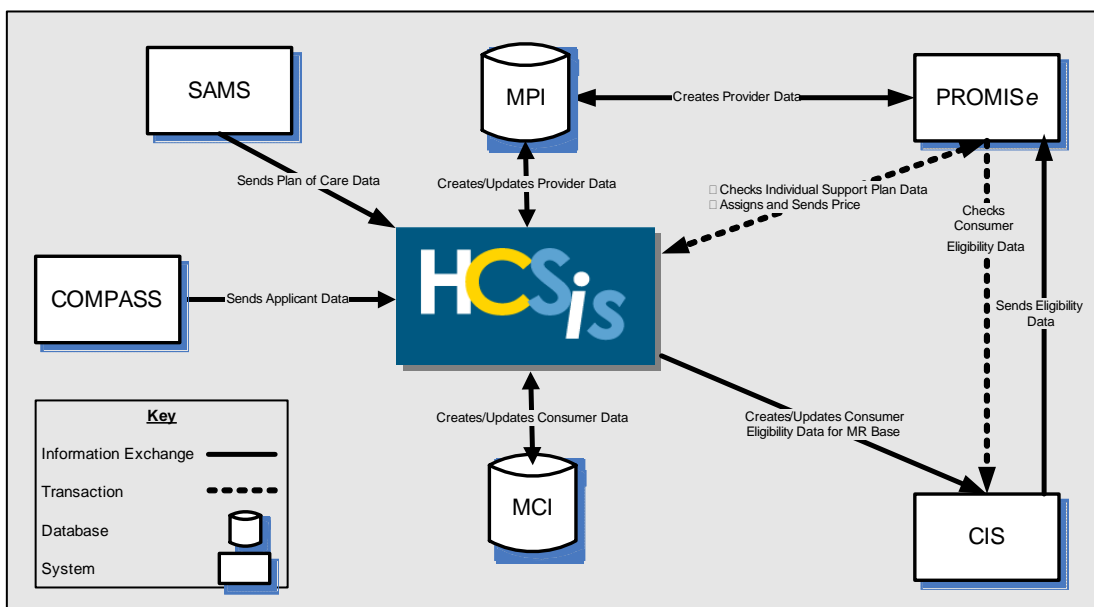 SAMS
MPI
PROMISe
Creates Provider Data
Sends Plan of Care Data
Creates/Updates Provider Data
Checks Individual Support Plan Data
Assigns and Sends Price
Checks
Consumer
Eligibility Data
COMPASS
Sends Applicant Data
HCSis
Sends Eligibility
Data
Key
Information Exchange
Transaction
Database
System
Creates/Updates Consumer Data
MCI
Creates/Updates Consumer
Eligibility Data for MR Base
CIS